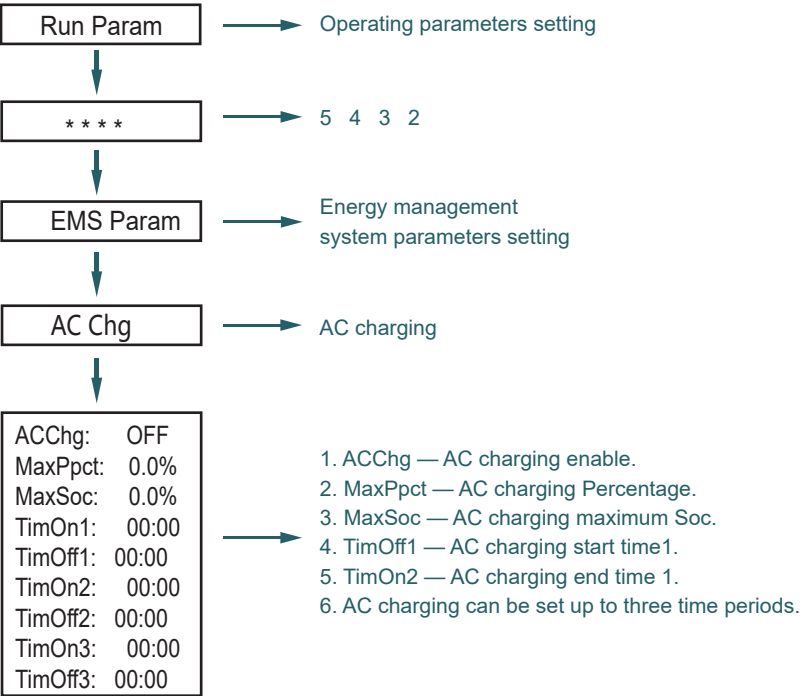 Run Param
Operating parameters setting
* * * *
5 4 3 2
EMS Param
Energy management
system parameters setting
AC Chg
AC charging
ACChg: OFF
MaxPpct: 0.0%
MaxSoc: 0.0%
TimOn1: 00:00
TimOff1: 00:00
TimOn2: 00:00
TimOff2: 00:00
TimOn3: 00:00
TimOff3: 00:00
1. ACChg — AC charging enable.
2. MaxPpct — AC charging Percentage.
3. MaxSoc — AC charging maximum Soc.
4. TimOff1 — AC charging start time1.
5. TimOn2 — AC charging end time 1.
6. AC charging can be set up to three time periods.